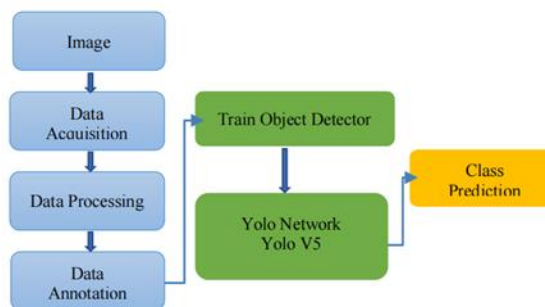 Image
Data
Acquisition
Data Processing
Data
Annotation
Train Object Detector
Yolo Network
Yolo V5
Class
Prediction